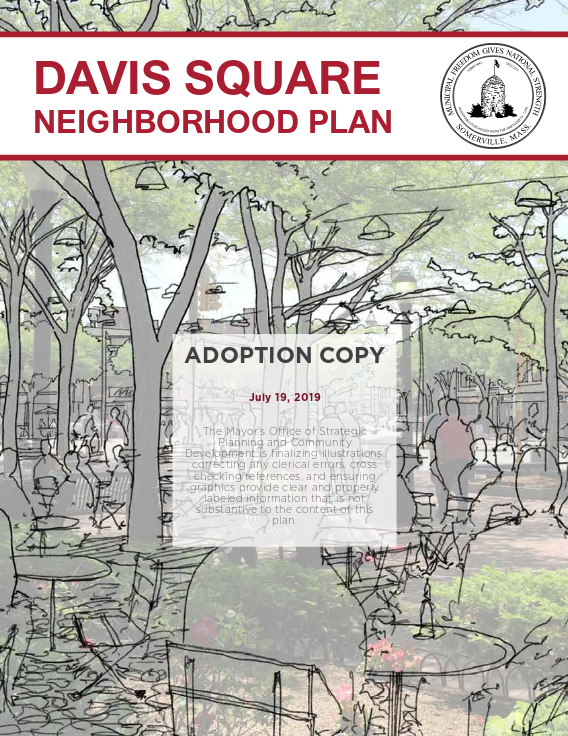 DAVIS SQUARE
NEIGHBORHOOD PLAN
MUNICIPAL FREEDOM GIVES NATIONAL STRENGTH
SOMERVILLE, MASS.
ADOPTION COPY
July 19, 2019
The Mayor's Office of Strategic
Planning and Community
Development is finalizing illustrations
correcting any clerical errors, cross
checking references, and ensuring
graphics provide clear and properly
labeled information that is not
substantive to the content of this
plan.